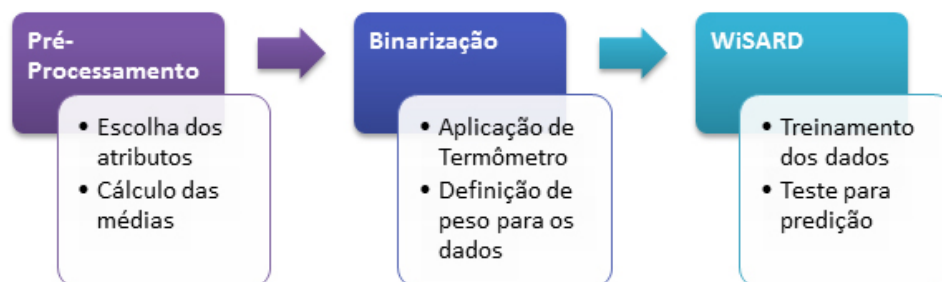 Pré-
Processamento
• Escolha dos
atributos
• Cálculo das
médias
Binarização
• Aplicação de
Termômetro
• Definição de
peso para os
dados
WiSARD
• Treinamento
dos dados
• Teste para
predição